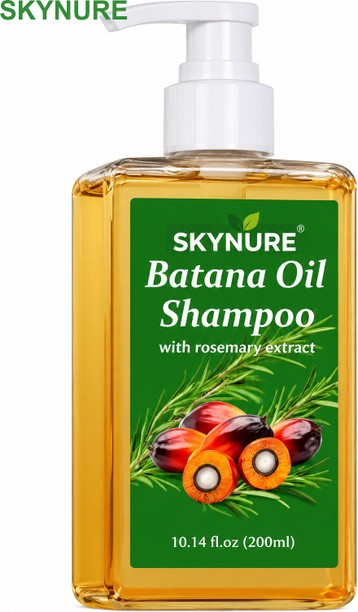 SKYNURE
SKYNURE®
Batana Oil
Shampoo
with rosemary extract
10.14 fl.oz (200ml)